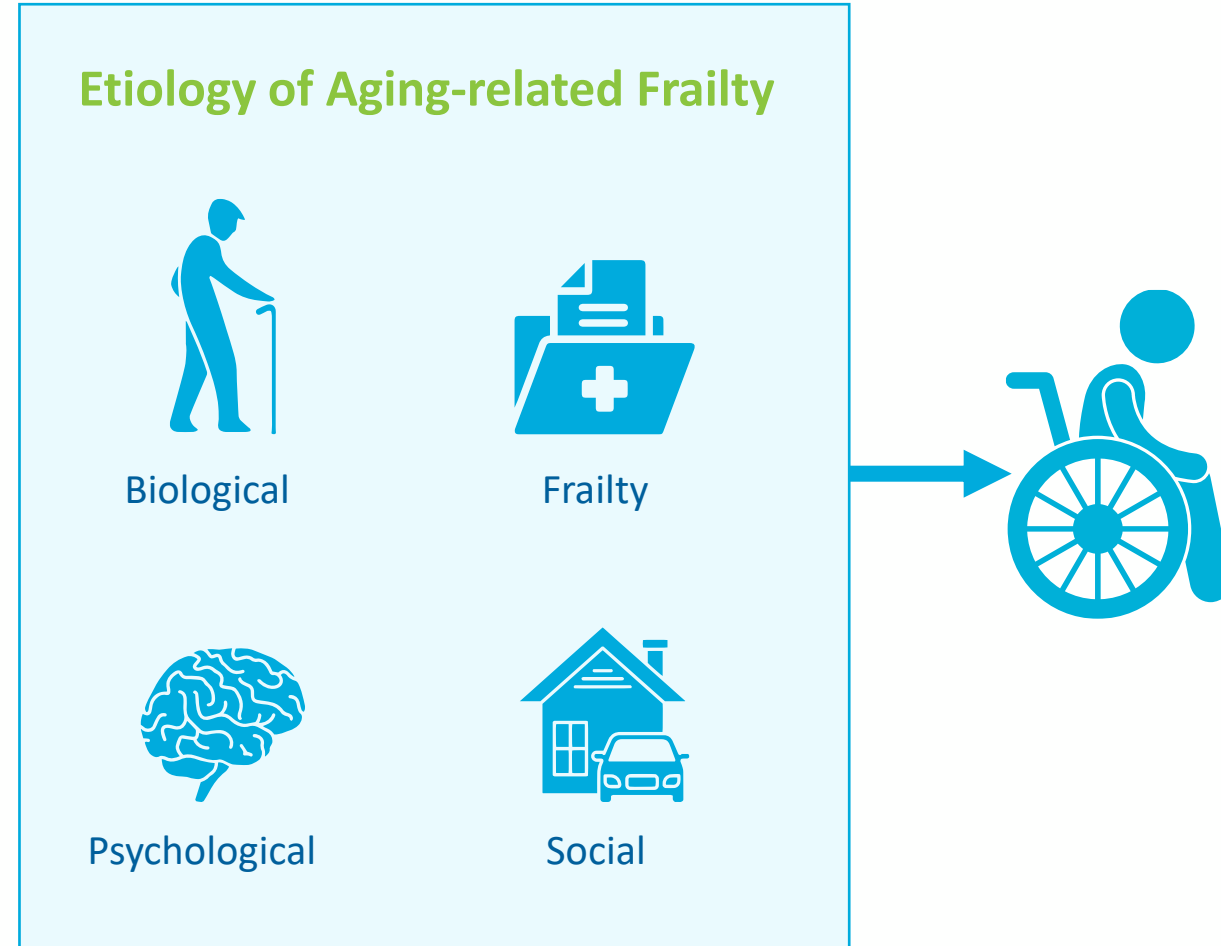 Etiology of Aging-related Frailty
Biological
Frailty
Psychological
Social